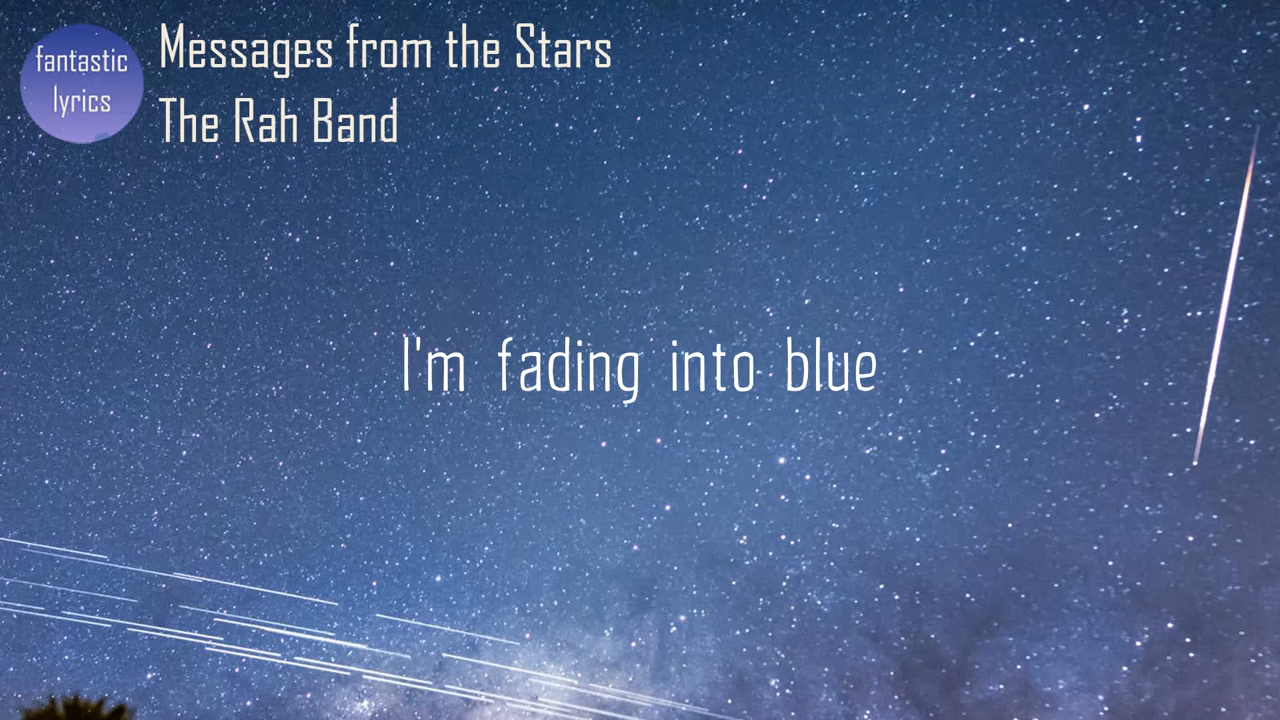 fantastic
lyrics
Messages from the Stars
The Rah Band
I'm fading into blue